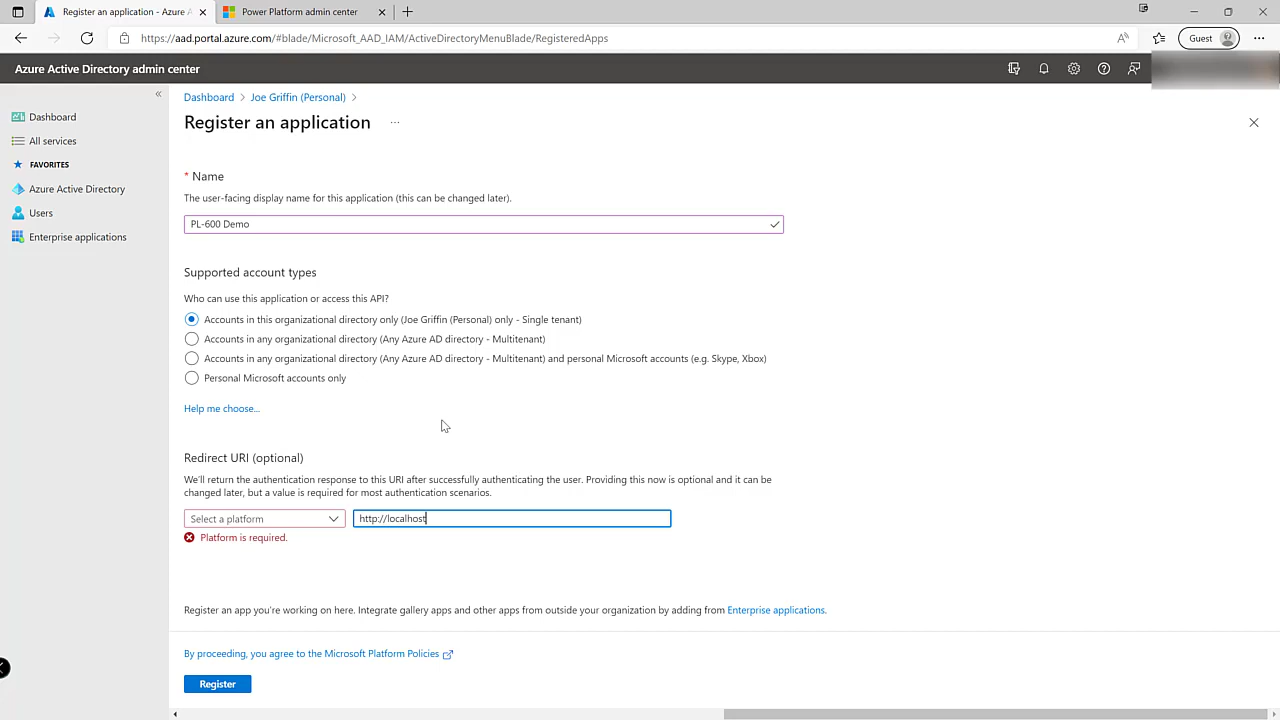 Register an application - Azure A
Power Platform admin center
https://aad.portal.azure.com/#blade/Microsoft_AAD_IAM/ActiveDirectoryMenuBlade/RegisteredApps
Guest
Azure Active Directory admin center
Dashboard
All services
FAVORITES
Azure Active Directory
Users
Enterprise applications
Dashboard > Joe Griffin (Personal) >
Register an application ...
* Name
The user-facing display name for this application (this can be changed later).
PL-600 Demo
Supported account types
Who can use this application or access this API?
Accounts in this organizational directory only (Joe Griffin (Personal) only - Single tenant)
Accounts in any organizational directory (Any Azure AD directory - Multitenant)
Accounts in any organizational directory (Any Azure AD directory - Multitenant) and personal Microsoft accounts (e.g. Skype, Xbox)
Personal Microsoft accounts only
Help me choose...
Redirect URI (optional)
We'll return the authentication response to this URI after successfully authenticating the user. Providing this now is optional and it can be
changed later, but a value is required for most authentication scenarios.
Select a platform
http://localhost
Platform is required.
Register an app you're working on here. Integrate gallery apps and other apps from outside your organization by adding from Enterprise applications.
By proceeding, you agree to the Microsoft Platform Policies
Register